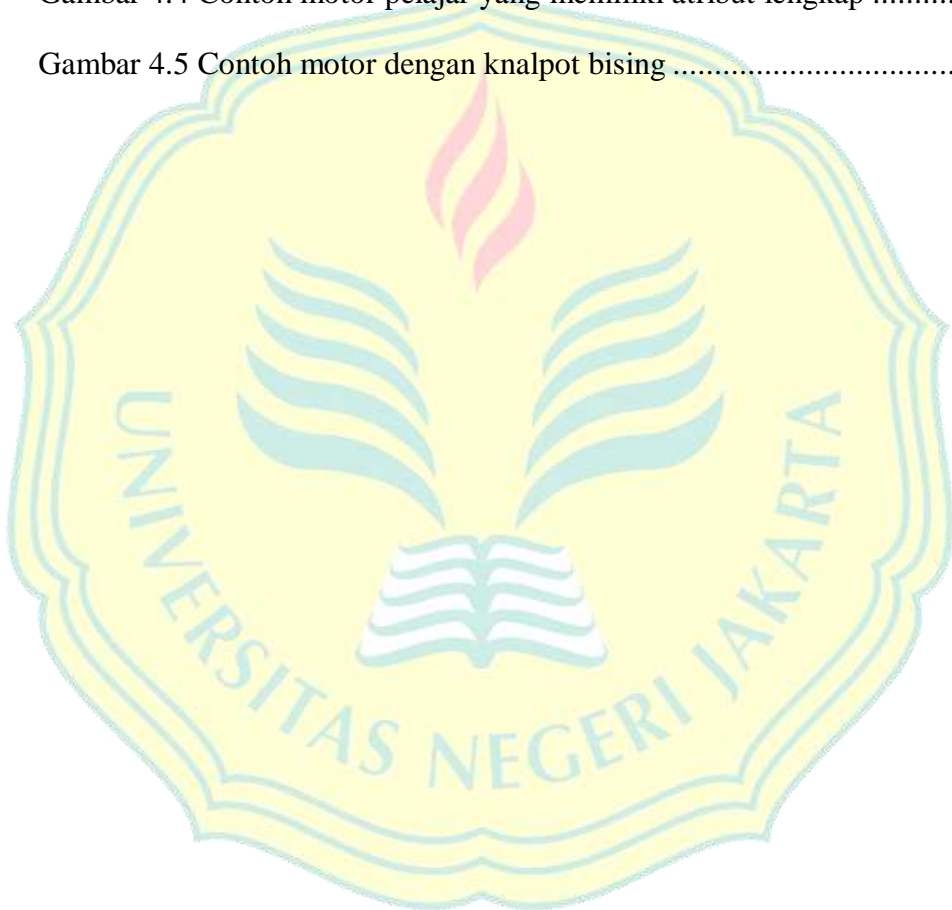 Gambar 4.4 Contoh motor pelajar yang memiliki atribut lengkap ..........
Gambar 4.5 Contoh motor dengan knalpot bising ..................................
UNIVERSITAS NEGERI JAKARTA